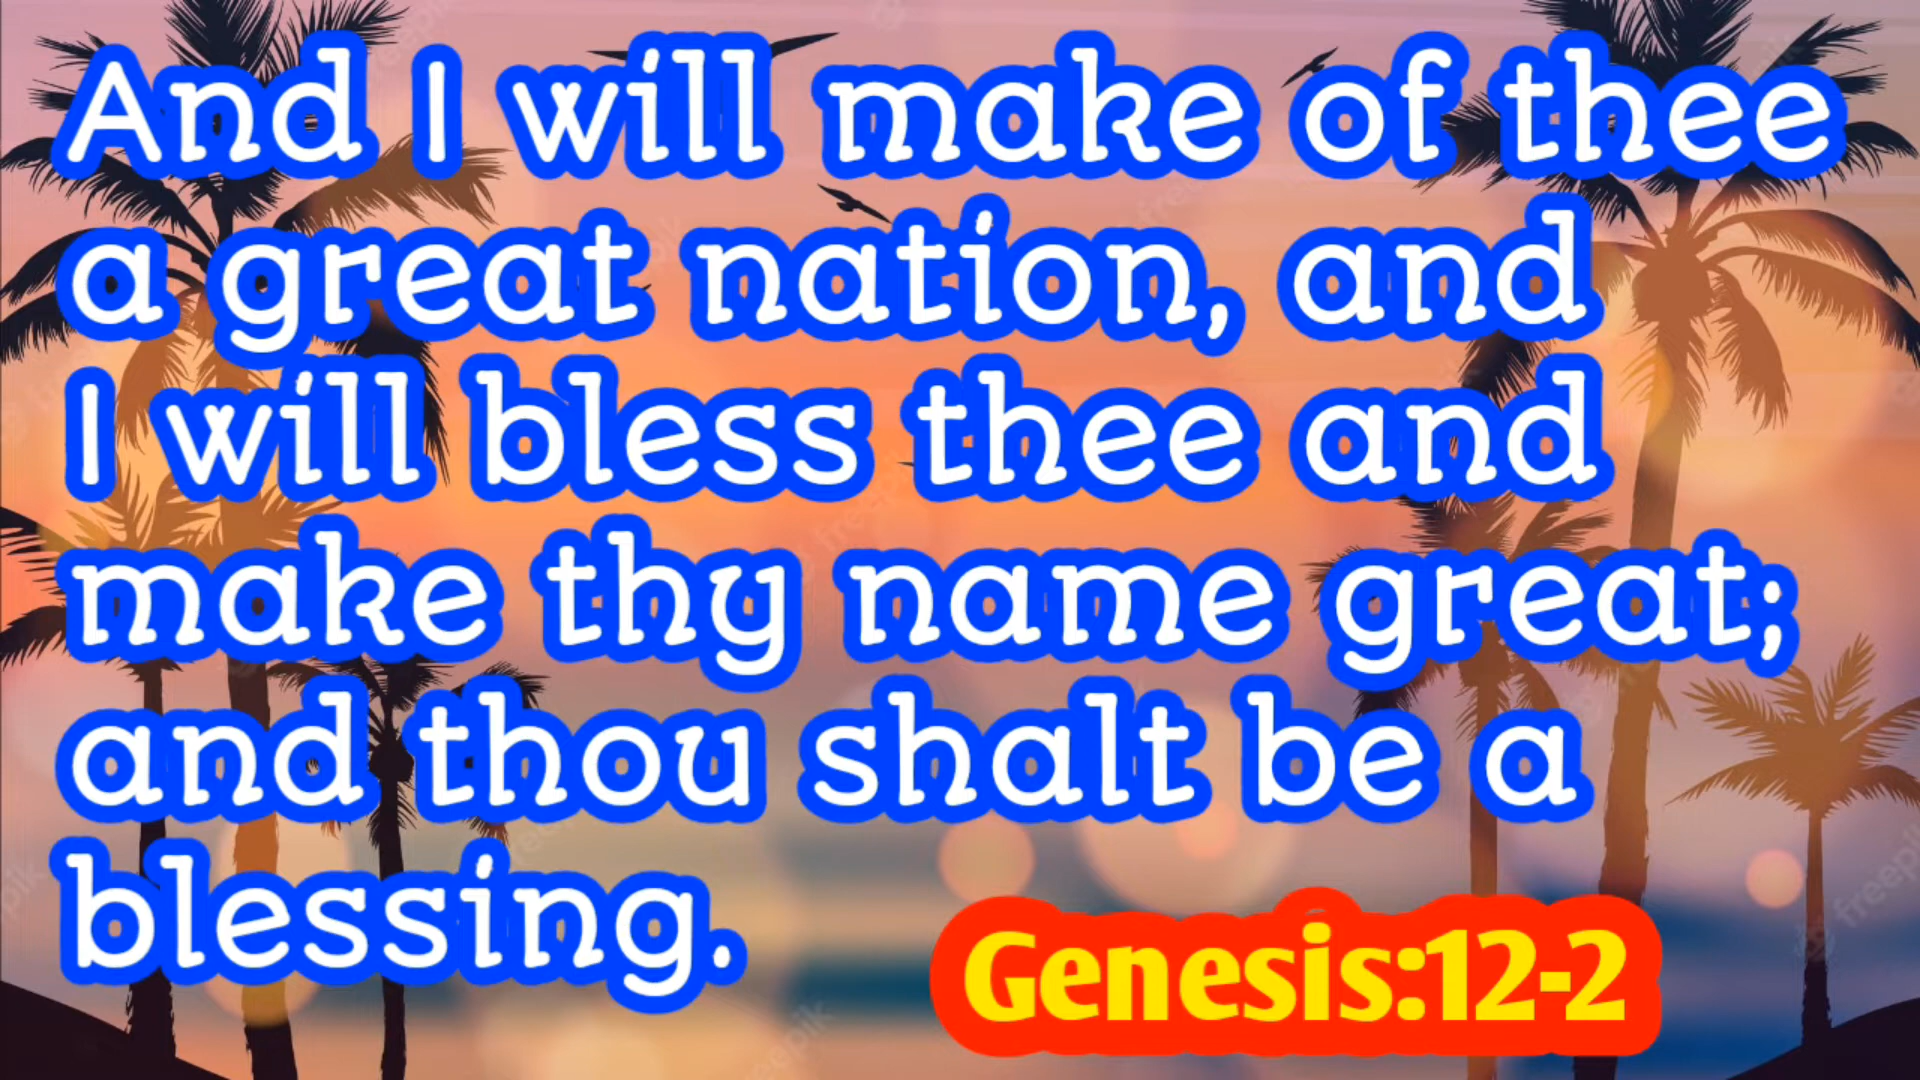 And I will make of thee
a great nation, and
I will bless thee and
make thy name great;
and thou shalt be a
blessing.
Genesis:12-2
freepik